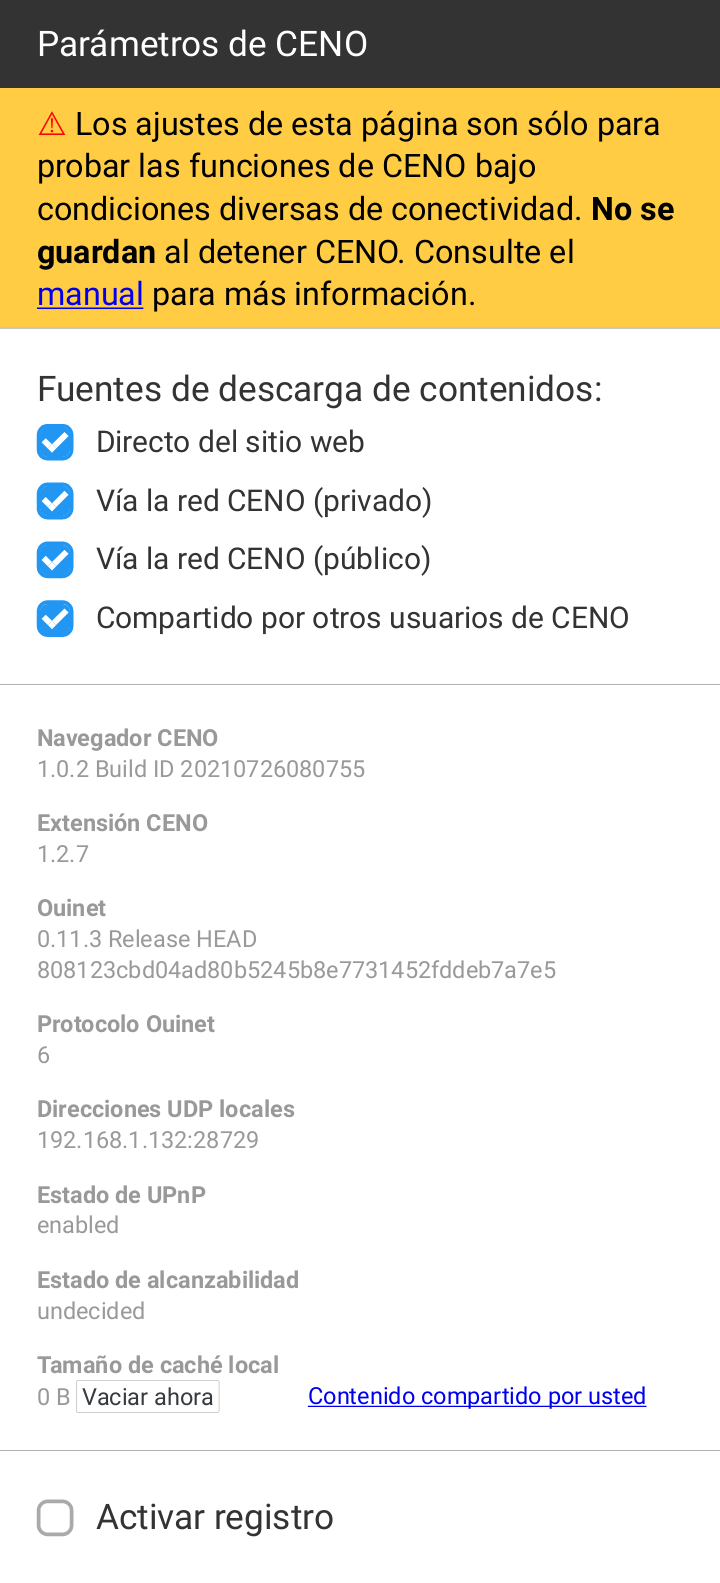 Parámetros de CENO
⚠ Los ajustes de esta página son sólo para
probar las funciones de CENO bajo
condiciones diversas de conectividad. No se
guardan al detener CENO. Consulte el
manual para más información.
Fuentes de descarga de contenidos:
Directo del sitio web
Vía la red CENO (privado)
Vía la red CENO (público)
Compartido por otros usuarios de CENO
Navegador CENO
1.0.2 Build ID 20210726080755
Extensión CENO
1.2.7
Ouinet
0.11.3 Release HEAD
808123cbd04ad80b5245b8e7731452fddeb7a7e5
Protocolo Ouinet
6
Direcciones UDP locales
192.168.1.132:28729
Estado de UPnP
enabled
Estado de alcanzabilidad
undecided
Tamaño de caché local
0 B Vaciar ahora Contenido compartido por usted
Activar registro